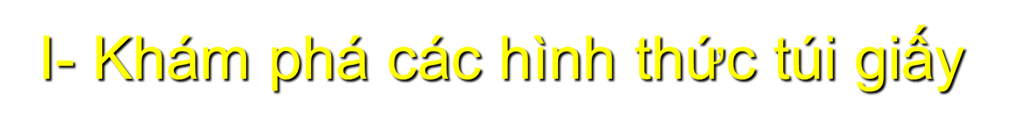 I- Khám phá các hình thức túi giấy